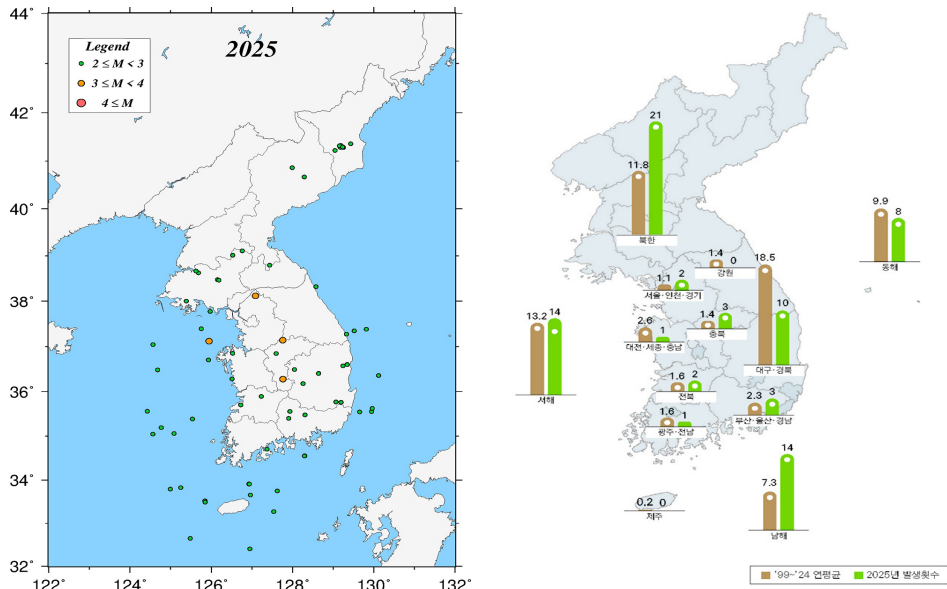 2025
Legend
2 ≤ M < 3
3 ≤ M < 4
4 ≤ M
44°
42°
40°
38°
36°
34°
32°
122
124
126
128
130
132°
11.8
21
북한
9.9
8
동해
1.4
0
강원
18.5
10
대구·경북
1.1
2
서울·인천·경기
1.4
3
충북
2.6
1
대전·세종·충남
13.2
14
서해
1.6
2
전북
2.3
3
부산·울산·경남
1.6
1
광주·전남
7.3
14
남해
0.2
0
제주
'99~'24 연평균
2025년 발생횟수